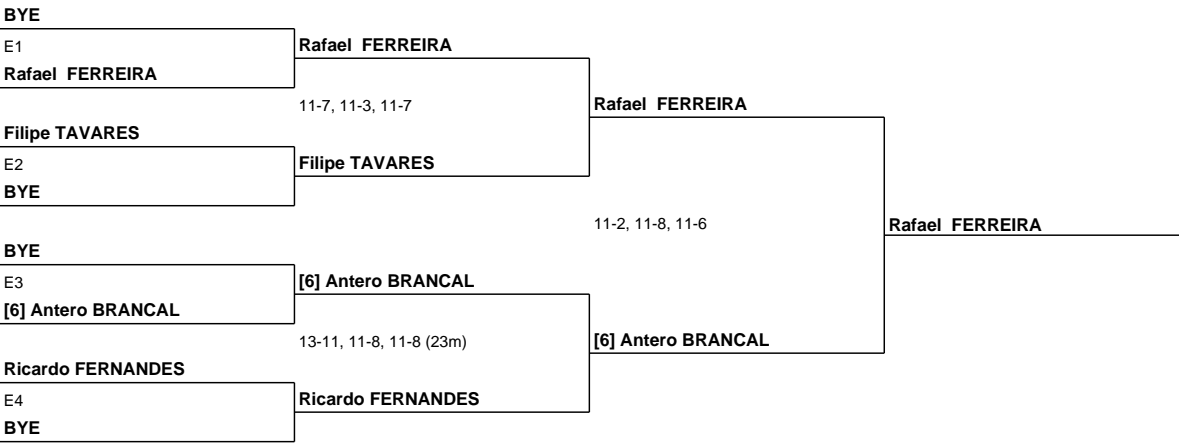 BYE
E1
Rafael FERREIRA
Rafael FERREIRA
11-7, 11-3, 11-7
Rafael FERREIRA
Filipe TAVARES
E2
Filipe TAVARES
BYE
11-2, 11-8, 11-6
Rafael FERREIRA
BYE
E3
[6] Antero BRANCAL
[6] Antero BRANCAL
13-11, 11-8, 11-8 (23m)
[6] Antero BRANCAL
Ricardo FERNANDES
E4
Ricardo FERNANDES
BYE